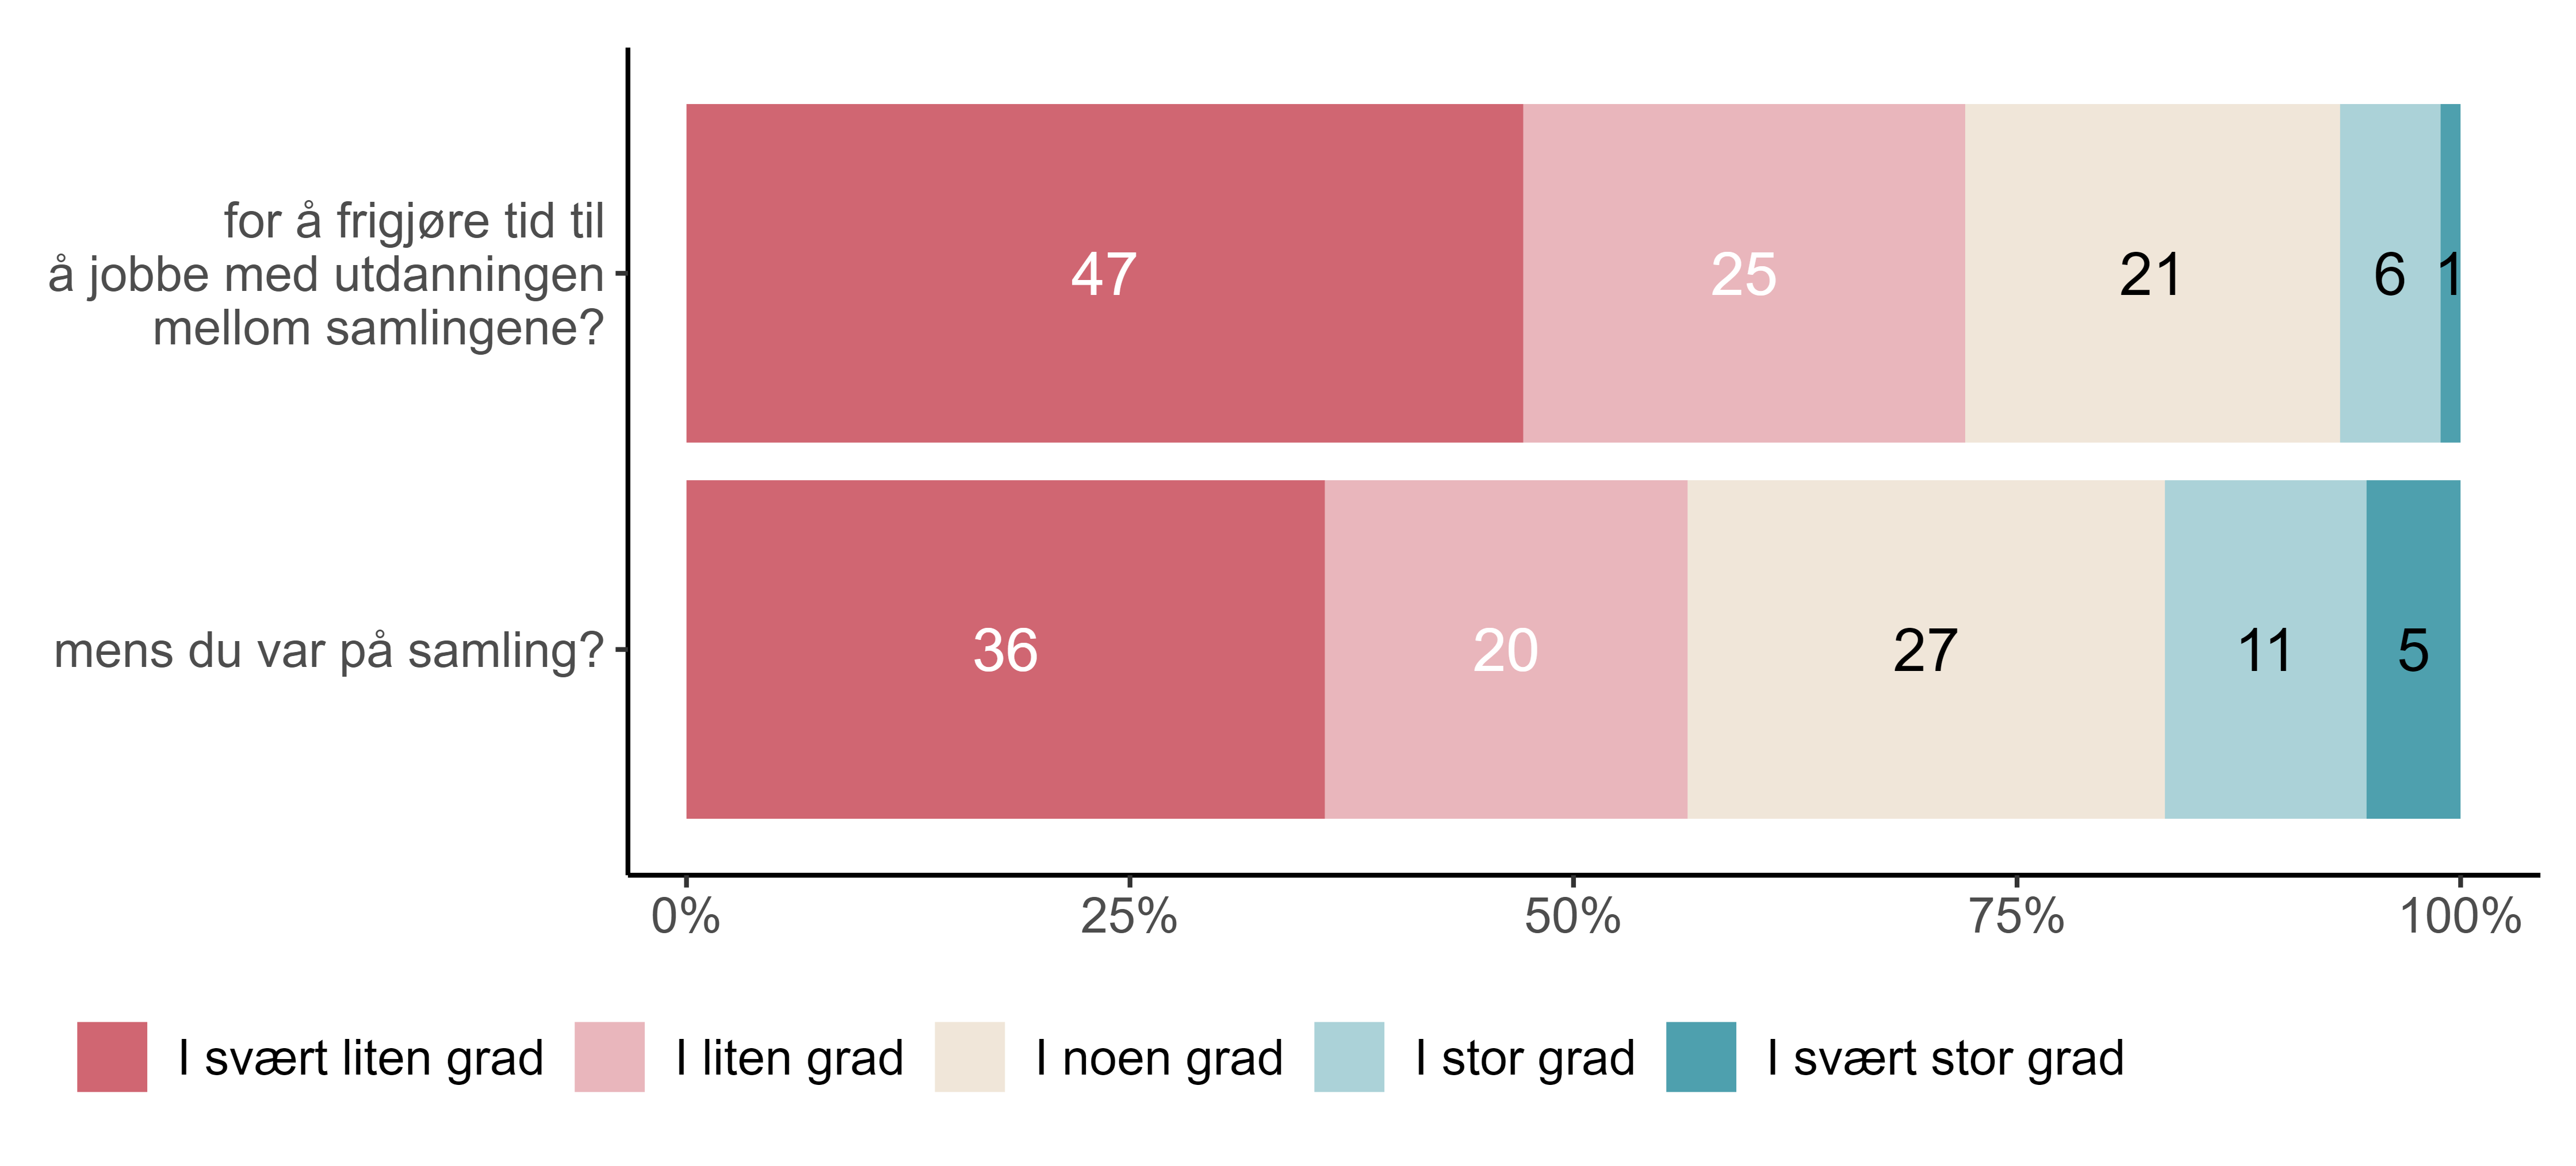 for å frigjøre tid til
å jobbe med utdanningen
mellom samlingene?
47 25 21 6 1
mens du var på samling?
36 20 27 11 5
0% 25% 50% 75% 100%
I svært liten grad I liten grad I noen grad I stor grad I svært stor grad